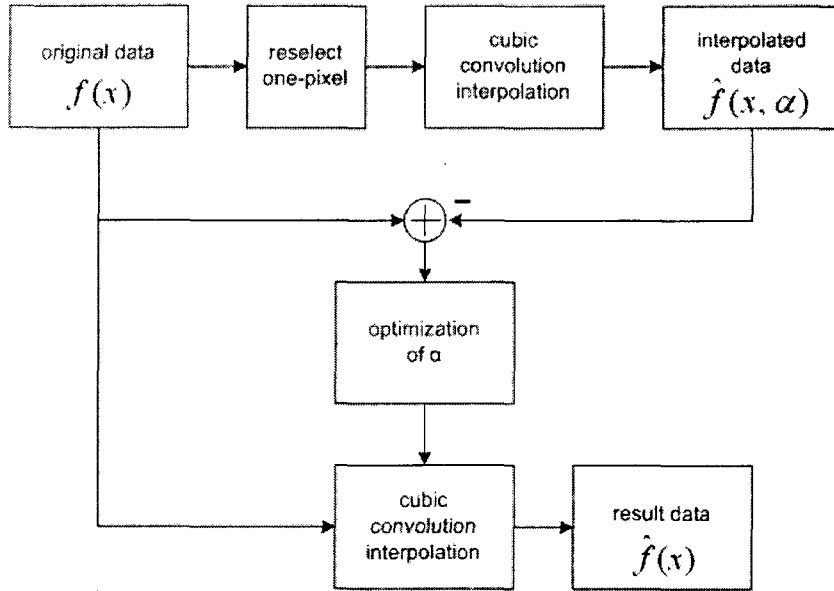 original data
f(x)
reselect
one-pixel
cubic
convolution
interpolation
interpolated
data
f̂(x, α)
+
−
optimization
of α
cubic
convolution
interpolation
result data
f̂(x)